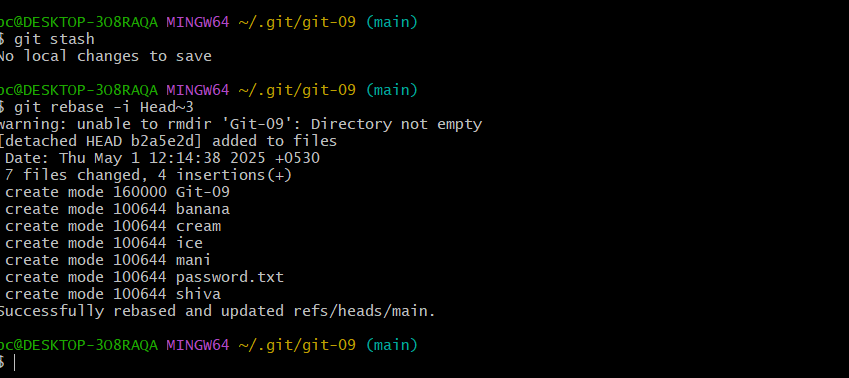 pc@DESKTOP-3O8RAQA MINGW64 ~/.git/git-09 (main)
$ git stash
No local changes to save
pc@DESKTOP-3O8RAQA MINGW64 ~/.git/git-09 (main)
$ git rebase -i Head~3
warning: unable to rmdir 'Git-09': Directory not empty
[detached HEAD b2a5e2d] added to files
Date: Thu May 1 12:14:38 2025 +0530
7 files changed, 4 insertions(+)
create mode 160000 Git-09
create mode 100644 banana
create mode 100644 cream
create mode 100644 ice
create mode 100644 mani
create mode 100644 password.txt
create mode 100644 shiva
Successfully rebased and updated refs/heads/main.
pc@DESKTOP-3O8RAQA MINGW64 ~/.git/git-09 (main)
$